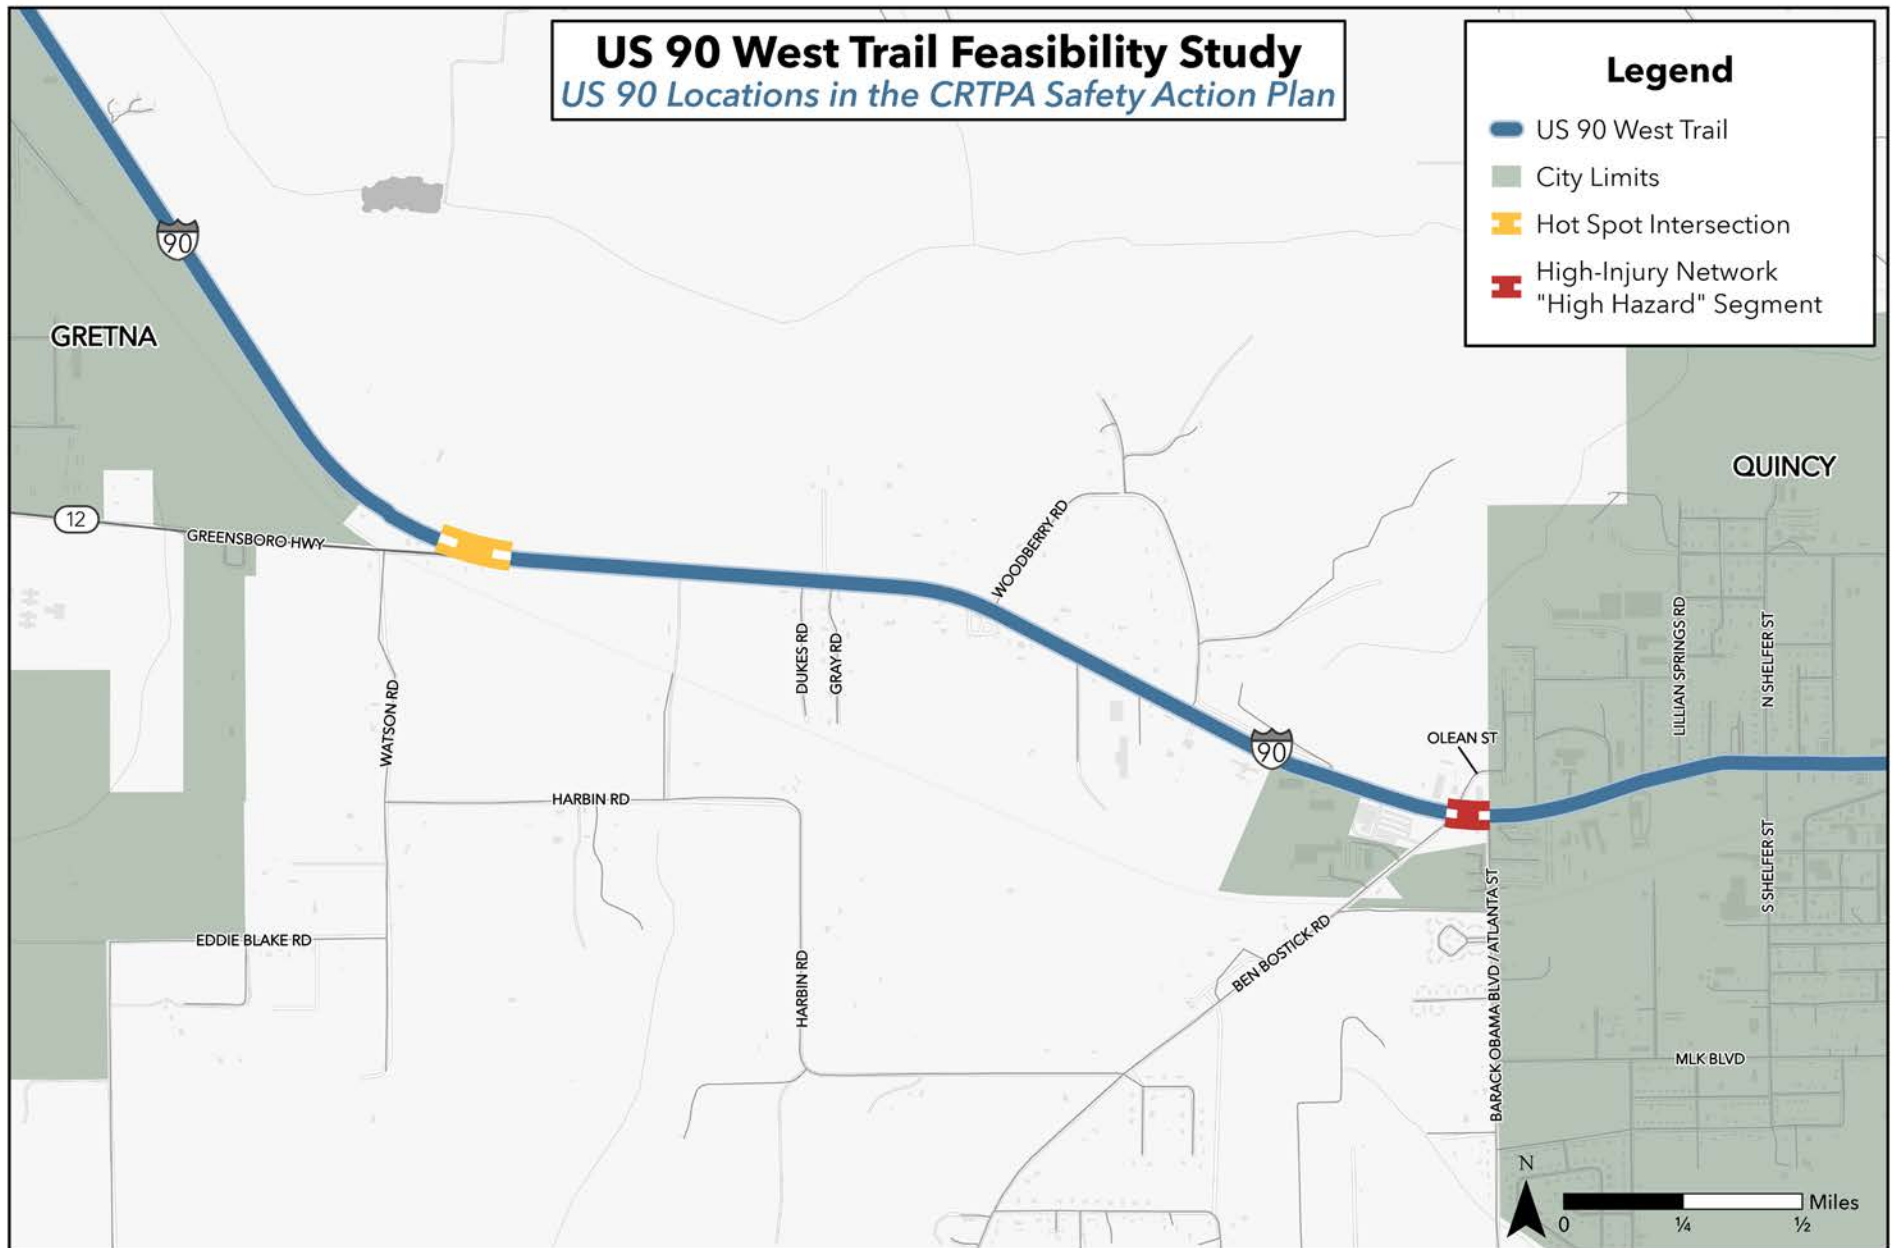 US 90 West Trail Feasibility Study
US 90 Locations in the CRTPA Safety Action Plan
Legend
US 90 West Trail
City Limits
Hot Spot Intersection
High-Injury Network
"High Hazard" Segment
90
GRETNA
QUINCY
12
GREENSBORO HWY
WOODBERRY RD
DUKES RD
GRAY RD
WATSON RD
LILLIAN SPRINGS RD
N SHELFER ST
OLEAN ST
90
HARBIN RD
S SHELFER ST
BARACK OBAMA BLVD / ATLANTA ST
EDDIE BLAKE RD
BEN BOSTICK RD
HARBIN RD
MLK BLVD
N
Miles
0
¼
½